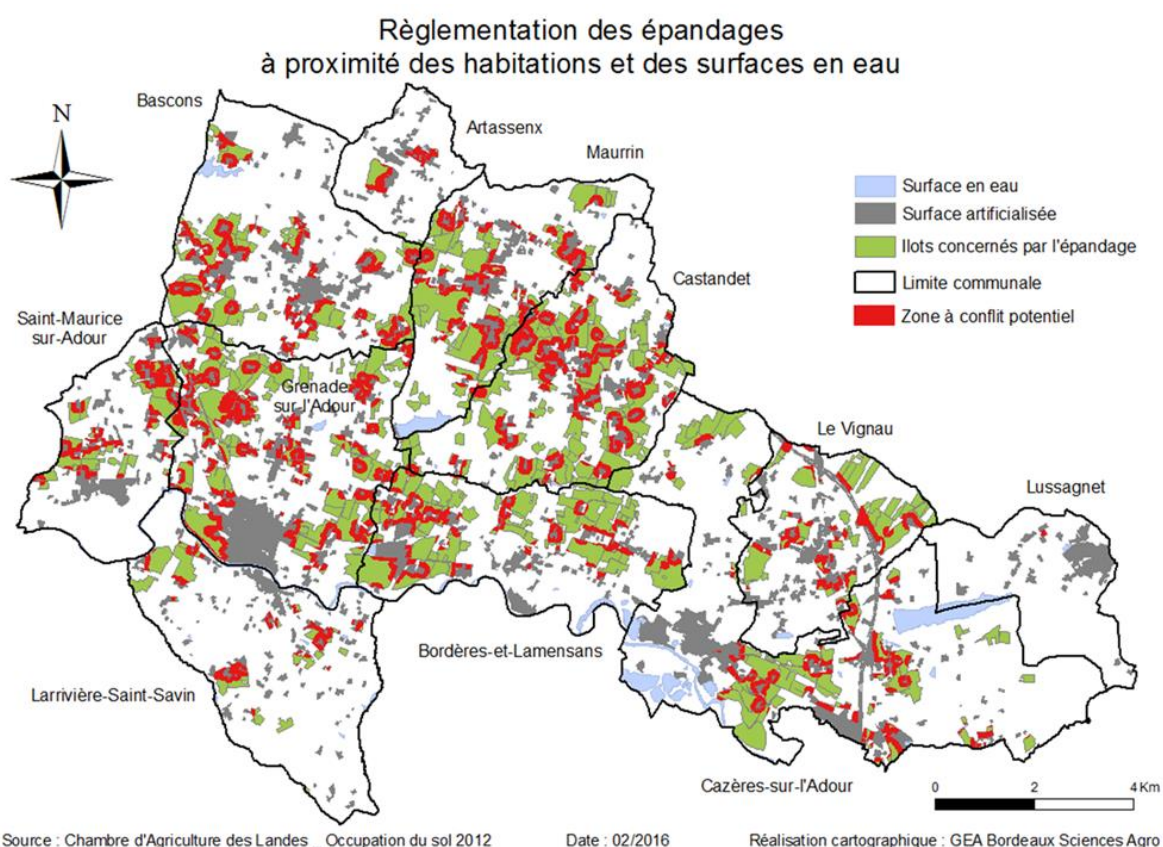 Règlementation des épandages
à proximité des habitations et des surfaces en eau
N
Bascons
Artassenx
Maurrin
Surface en eau
Surface artificialisée
Ilots concernés par l'épandage
Limite communale
Zone à conflit potentiel
Castandet
Saint-Maurice
sur-Adour
Grenade
sur-l'Adour
Le Vignau
Lussagnet
Bordères-et-Lamensans
Larrivière-Saint-Savin
Cazères-sur-l'Adour
0 2 4 Km
Source : Chambre d'Agriculture des Landes Occupation du sol 2012 Date : 02/2016 Réalisation cartographique : GEA Bordeaux Sciences Agro